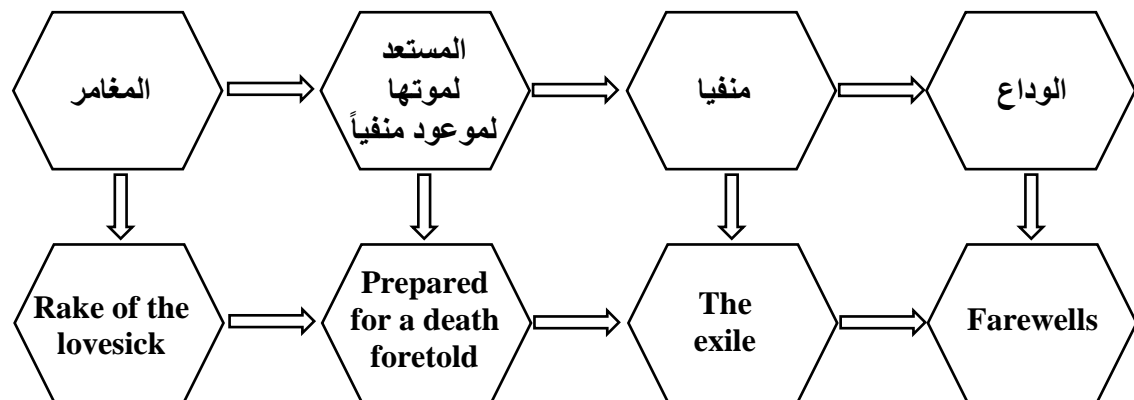 المغامر
المستعد
لموتها
لموعود منفياً
منفيا
الوداع
Rake of the
lovesick
Prepared
for a death
foretold
The
exile
Farewells